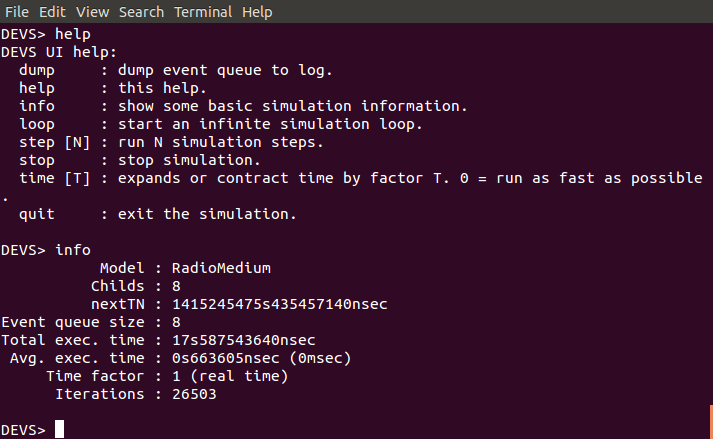 File Edit View Search Terminal Help
DEVS> help
DEVS UI help:
dump : dump event queue to log.
help : this help.
info : show some basic simulation information.
loop : start an infinite simulation loop.
step [N] : run N simulation steps.
stop : stop simulation.
time [T] : expands or contract time by factor T. 0 = run as fast as possible
.
quit : exit the simulation.
DEVS> info
Model : RadioMedium
Childs : 8
nextTN : 1415245475s435457140nsec
Event queue size : 8
Total exec. time : 17s587543640nsec
Avg. exec. time : 0s663605nsec (0msec)
Time factor : 1 (real time)
Iterations : 26503
DEVS>